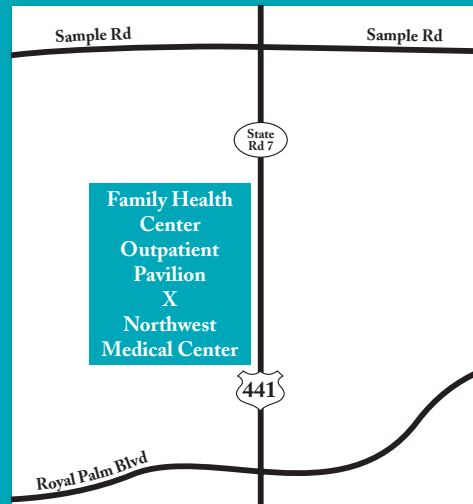 Sample Rd
Sample Rd
State
Rd 7
Family Health
Center
Outpatient
Pavilion
X
Northwest
Medical Center
441
Royal Palm Blvd